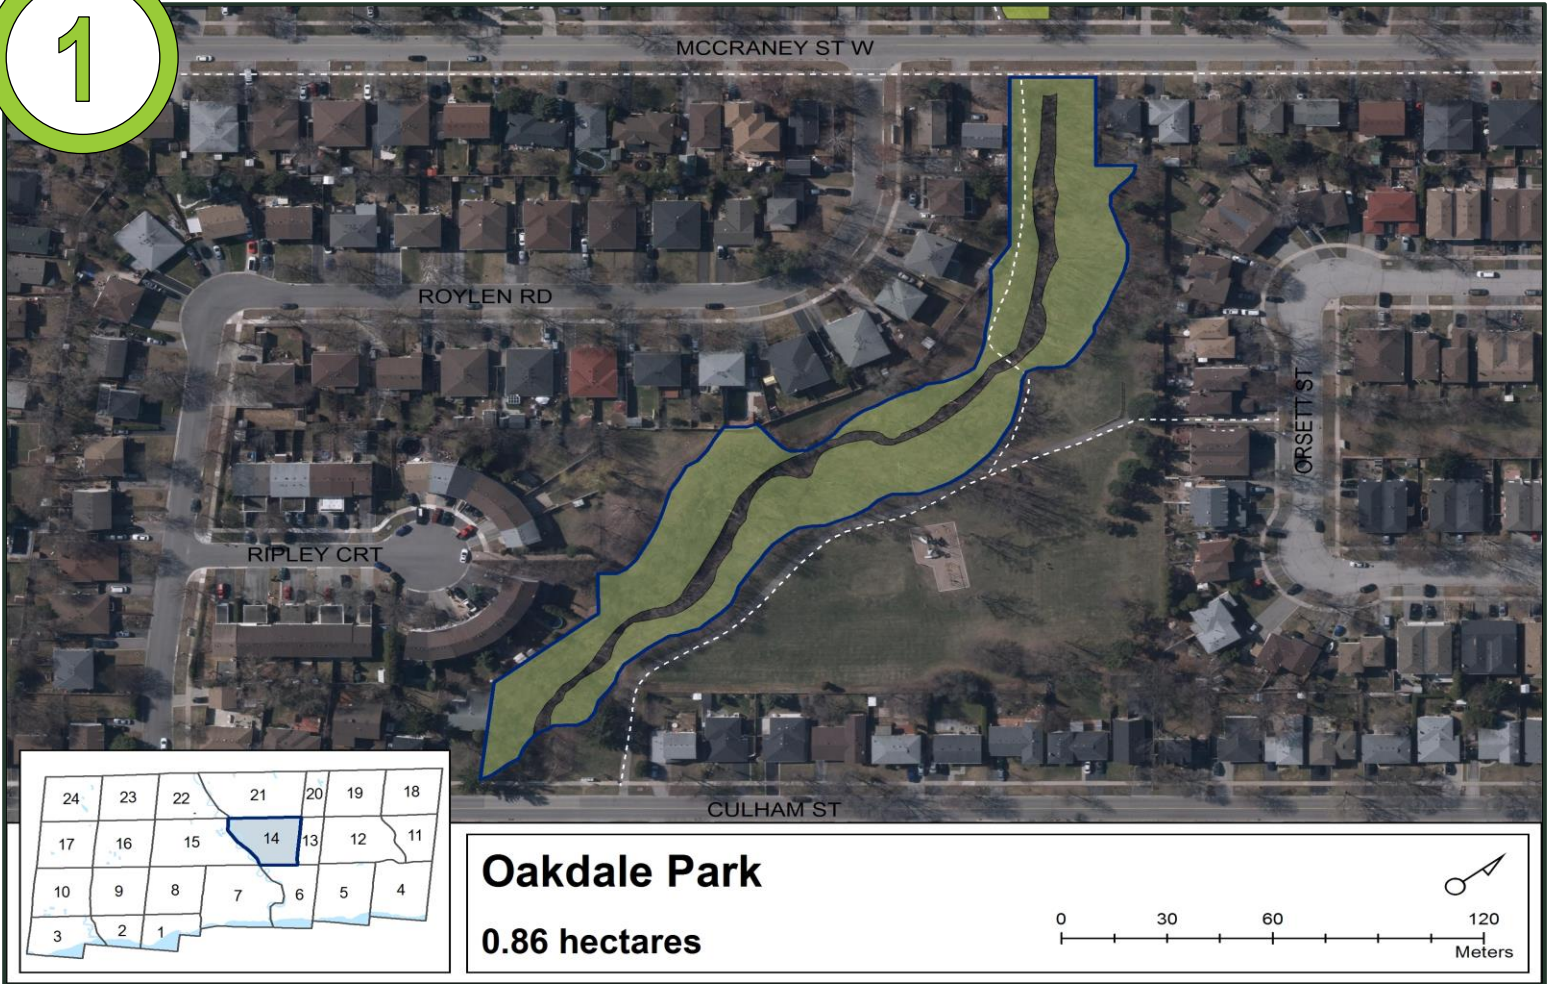 1
MCCRANEY ST W
ROYLEN RD
ORSETT ST
RIPLEY CRT
CULHAM ST
24 23 22 21 20 19 18
17 16 15 14 13 12 11
10 9 8 7 6 5 4
3 2 1
Oakdale Park
0.86 hectares
0 30 60 120
Meters